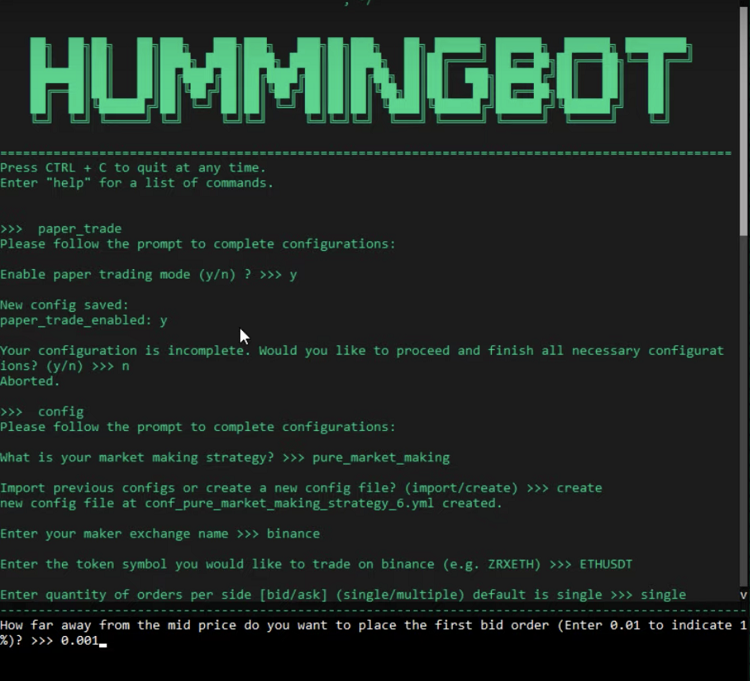 HUMMINGBOT
Press CTRL + C to quit at any time.
Enter "help" for a list of commands.
>>>  paper_trade
Please follow the prompt to complete configurations:
Enable paper trading mode (y/n) ? >>> y
New config saved:
paper_trade_enabled: y
Your configuration is incomplete. Would you like to proceed and finish all necessary configurat
ions? (y/n) >>> n
Aborted.
>>>  config
Please follow the prompt to complete configurations:
What is your market making strategy? >>> pure_market_making
Import previous configs or create a new config file? (import/create) >>> create
new config file at conf_pure_market_making_strategy_6.yml created.
Enter your maker exchange name >>> binance
Enter the token symbol you would like to trade on binance (e.g. ZRXETH) >>> ETHUSDT
Enter quantity of orders per side [bid/ask] (single/multiple) default is single >>> single
v
How far away from the mid price do you want to place the first bid order (Enter 0.01 to indicate 1
%)? >>> 0.001_